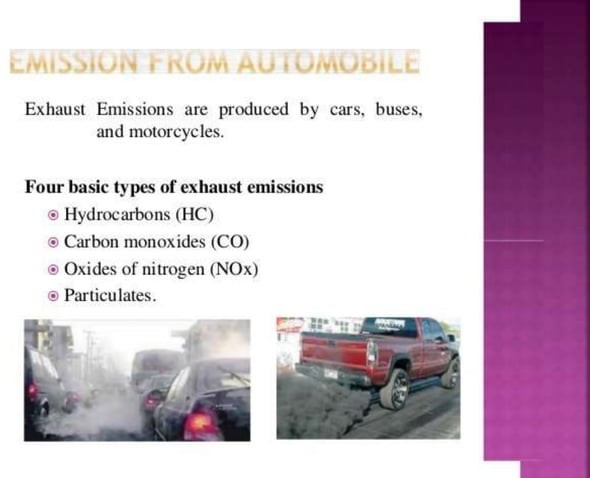 EMISSION FROM AUTOMOBILE
Exhaust Emissions are produced by cars, buses,
and motorcycles.
Four basic types of exhaust emissions
Hydrocarbons (HC)
Carbon monoxides (CO)
Oxides of nitrogen (NOx)
Particulates.